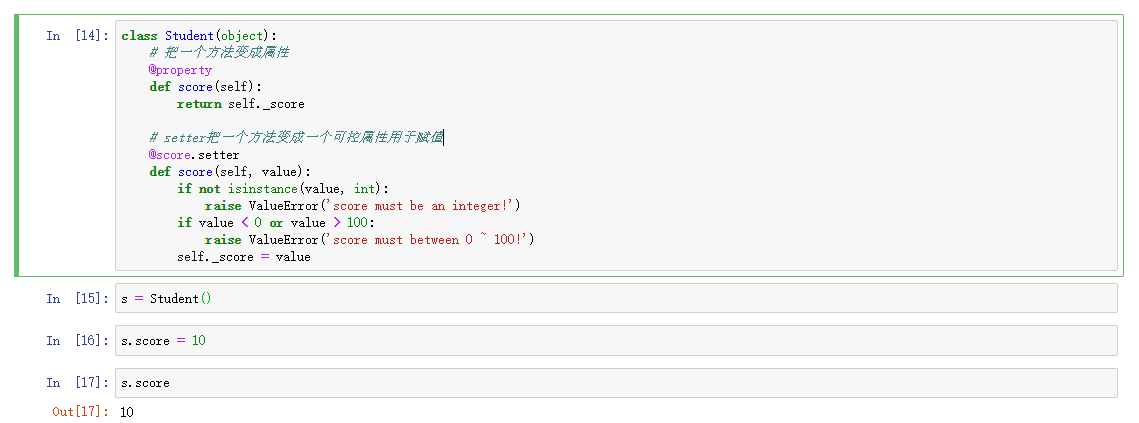 In [14]: class Student(object):
    # 把一个方法变成属性
    @property
    def score(self):
        return self._score
    # setter把一个方法变成一个可控属性用于赋值
    @score.setter
    def score(self, value):
        if not isinstance(value, int):
            raise ValueError('score must be an integer!')
        if value < 0 or value > 100:
            raise ValueError('score must between 0 ~ 100!')
        self._score = value
In [15]: s = Student()
In [16]: s.score = 10
In [17]: s.score
Out[17]: 10